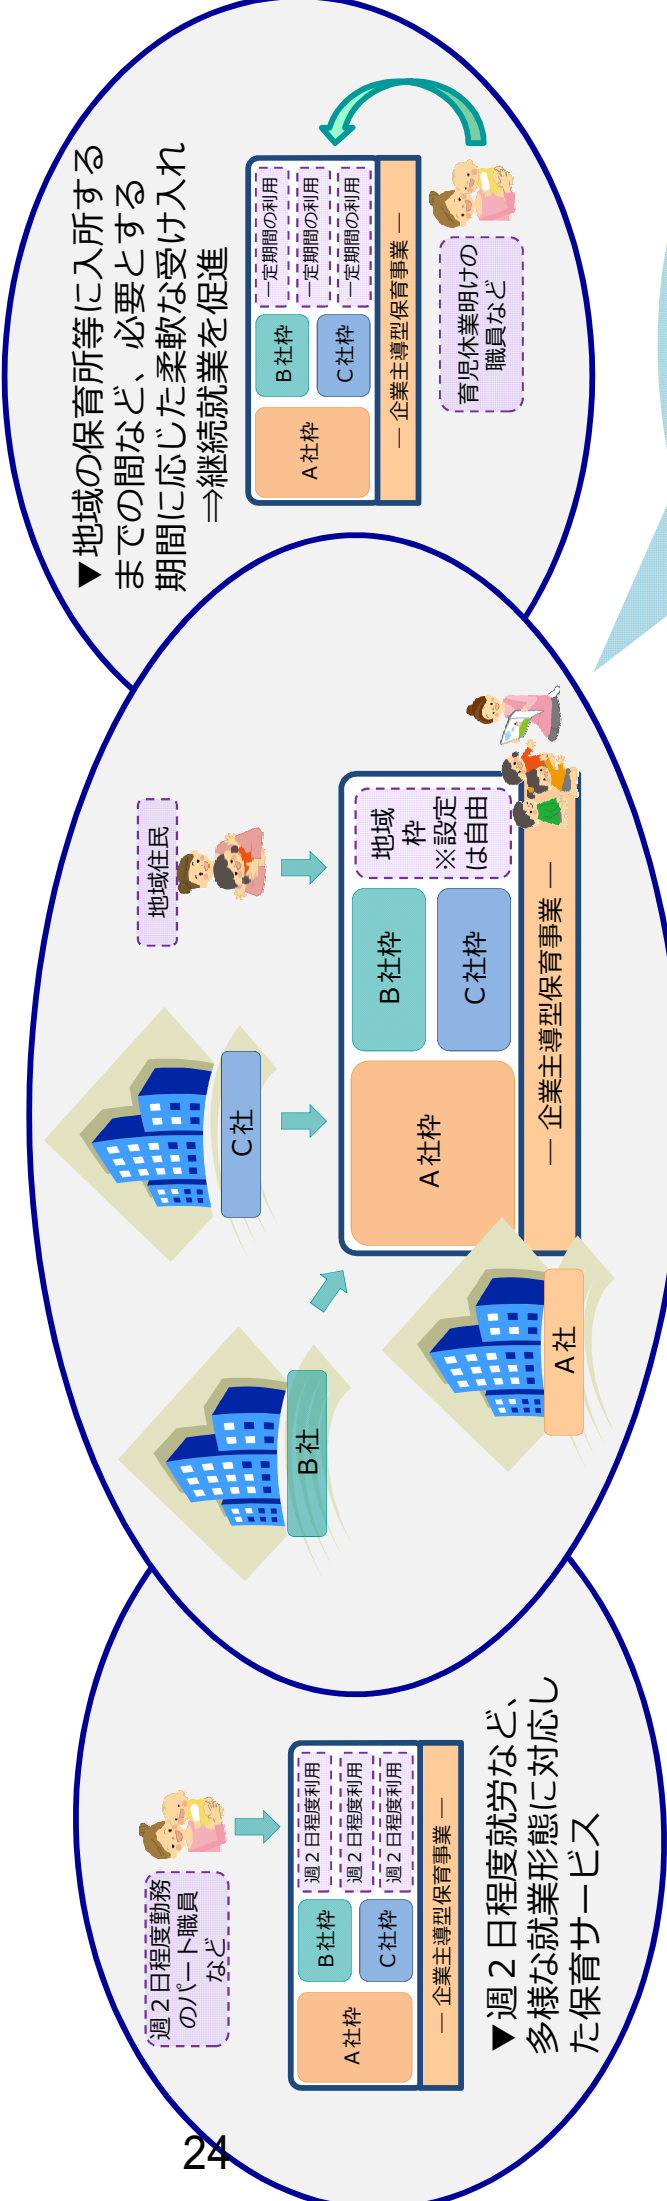 週２日程度勤務
のパート職員
など
A社枠
B社枠
C社枠
週２日程度利用
週２日程度利用
週２日程度利用
― 企業主導型保育事業 ―
▼週２日程度就労など、
多様な就業形態に対応し
た保育サービス
B社
C社
A社
地域住民
A社枠
B社枠
C社枠
地域
枠
※設定
は自由
― 企業主導型保育事業 ―
▼地域の保育所等に入所する
までの間など、必要とする
期間に応じた柔軟な受け入れ
⇒継続就業を促進
A社枠
B社枠
C社枠
一定期間の利用
一定期間の利用
一定期間の利用
― 企業主導型保育事業 ―
育児休業明けの
職員など
24